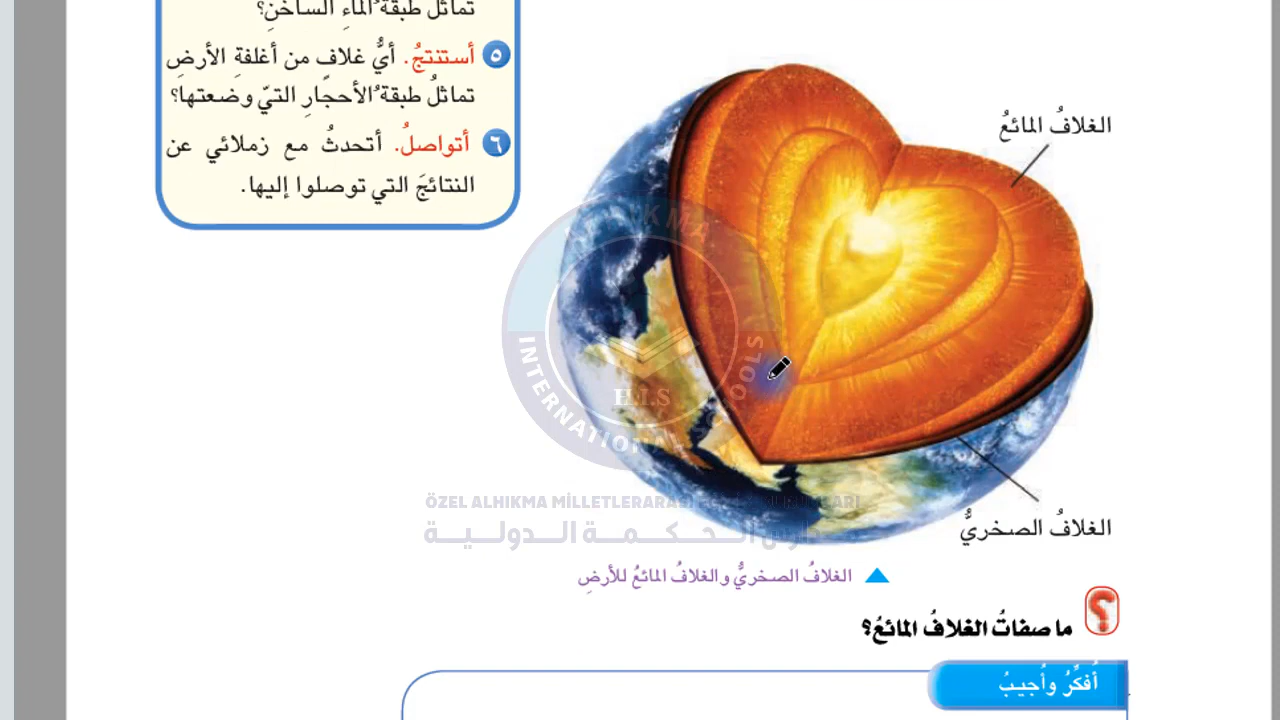 تماثلُ طبقةُ الماءِ الساخنِ؟
٥ أستنتجُ. أيُّ غلافٍ من أغلفةِ الأرضِ
تماثلُ طبقةُ الأحجارِ التيّ وضعتها؟
٦ أتواصلُ. أتحدثُ مع زملائي عن
النتائجَ التي توصلوا إليها.
الغلافُ المائعُ
INTERNATIONAL
H.I.S
ÖZEL ALHIKMA MİLLETLERARASI
الغلافُ الصخريُّ
الحكمة الدولية
الغلافُ الصخريُّ والغلافُ المائعُ للأرضِ
؟ ما صفاتُ الغلافُ المائعُ؟
أُفكِّرُ وأُجيبُ